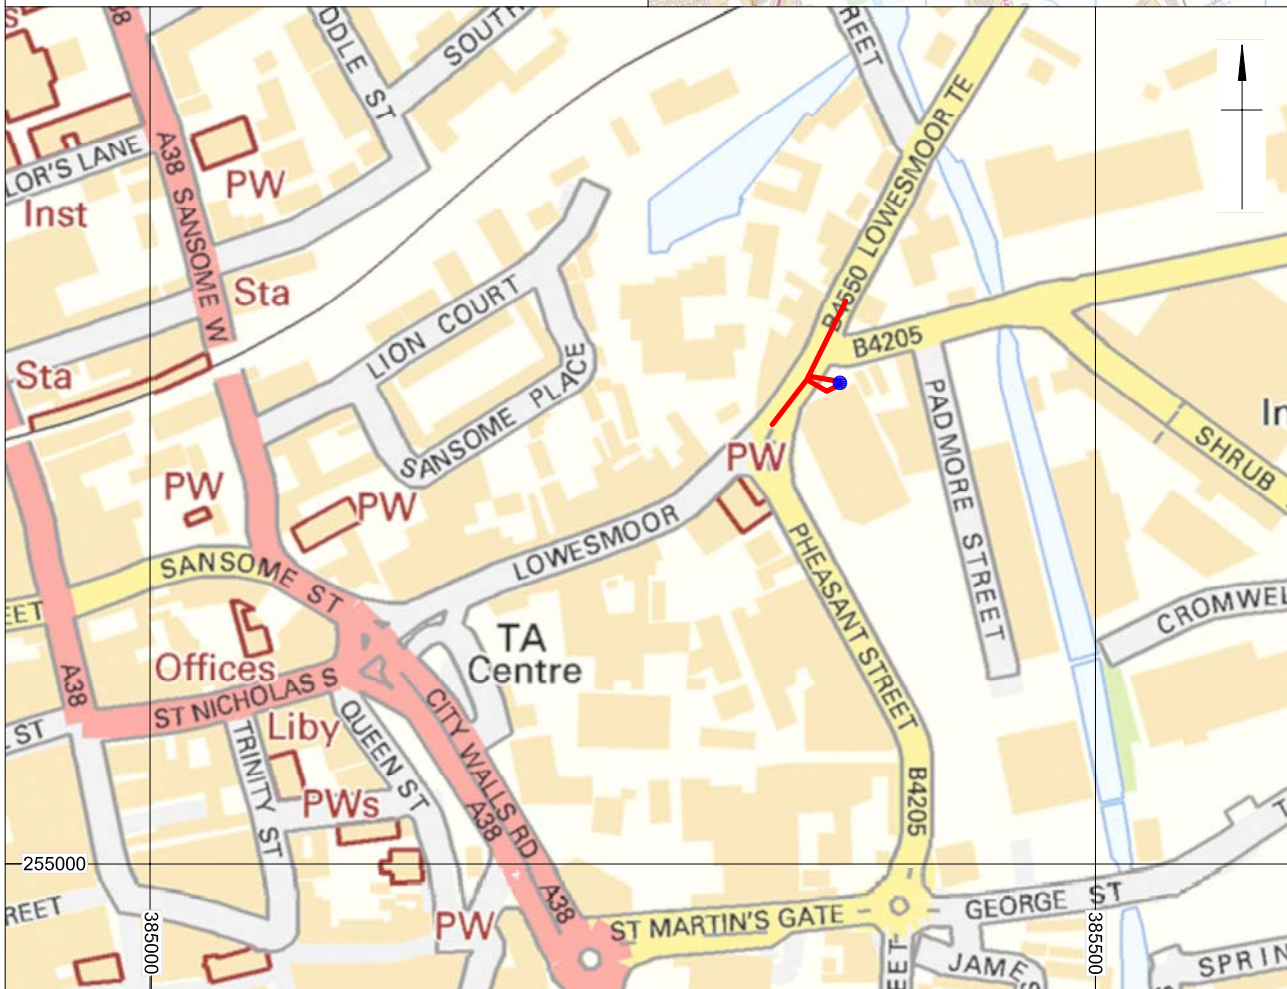 38
DDLE ST
SOUTH
REET
B4550 LOWESMOOR TE
LOR'S LANE
A38 SANSOME W
PW
Inst
Sta
LION COURT
B4205
Sta
SANSOME PLACE
PADMORE STREET
In
SHRUB
PW
PW
PW
LOWESMOOR
PHEASANT STREET
SANSOME ST
EET
CROMWEL
TA
Centre
Offices
A38
ST NICHOLAS S
ST
Liby
CITY WALLS RD
QUEEN ST
TRINITY ST
PWs
A38
B4205
255000
A38
REET
PW
ST MARTIN'S GATE
GEORGE ST
385000
385500
EET
JAMES
SPRIN